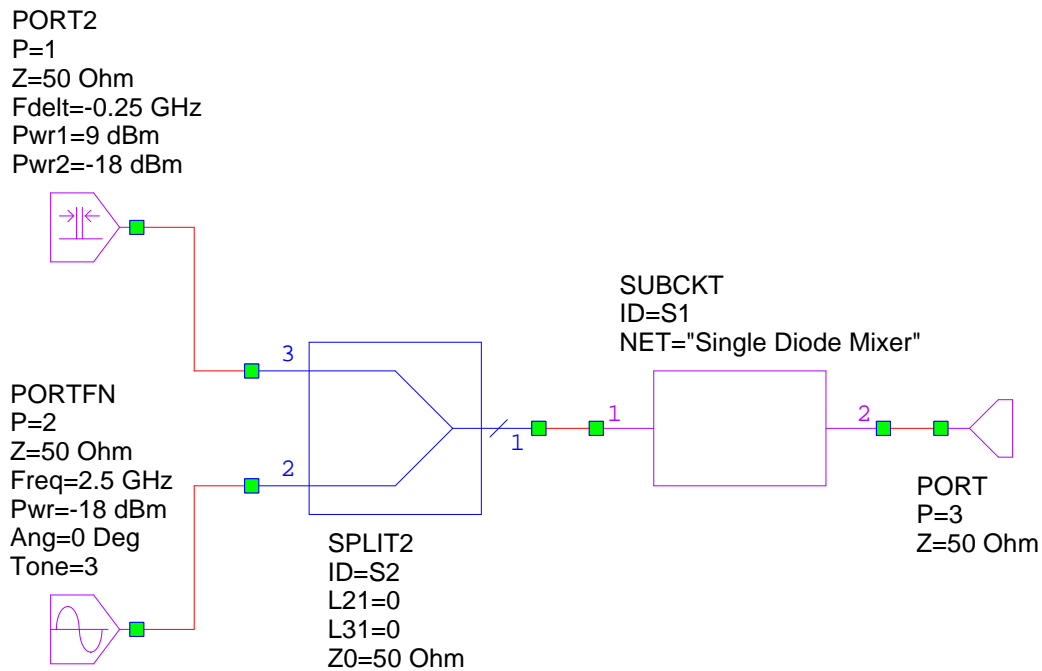 PORT2
P=1
Z=50 Ohm
Fdelt=-0.25 GHz
Pwr1=9 dBm
Pwr2=-18 dBm
PORTFN
P=2
Z=50 Ohm
Freq=2.5 GHz
Pwr=-18 dBm
Ang=0 Deg
Tone=3
3
2
1
SPLIT2
ID=S2
L21=0
L31=0
Z0=50 Ohm
SUBCKT
ID=S1
NET="Single Diode Mixer"
1
2
PORT
P=3
Z=50 Ohm